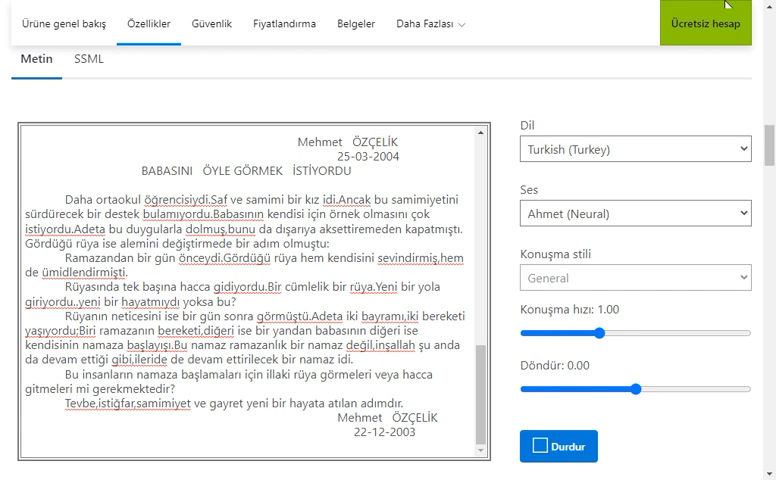 Ürüne genel bakış Özellikler Güvenlik Fiyatlandırma Belgeler Daha Fazlası Ücretsiz hesap
Metin SSML
Mehmet ÖZÇELİK
25-03-2004
BABASINI ÖYLE GÖRMEK İSTİYORDU
Daha ortaokul öğrencisiydi.Saf ve samimi bir kız idi.Ancak bu samimiyetini
sürdürecek bir destek bulamıyordu.Babasının kendisi için örnek olmasını çok
istiyordu.Adeta bu duygularla dolmuş,bunu da dışarıya aksettiremeden kapatmıştı.
Gördüğü rüya ise alemini değiştirmede bir adım olmuştu:
Ramazandan bir gün önceydi.Gördüğü rüya hem kendisini sevindirmiş,hem
de ümidlendirmişti.
Rüyasında tek başına hacca gidiyordu.Bir cümlelik bir rüya.Yeni bir yola
giriyordu..yeni bir hayatmıydı yoksa bu?
Rüyanın neticesini ise bir gün sonra görmüştü.Adeta iki bayramı,iki bereketi
yaşıyordu;Biri ramazanın bereketi,diğeri ise bir yandan babasının diğeri ise
kendisinin namaza başlayışı.Bu namaz ramazanlık bir namaz değil,inşallah şu anda
da devam ettiği gibi,ileride de devam ettirilecek bir namaz idi.
Bu insanların namaza başlamaları için illaki rüya görmeleri veya hacca
gitmeleri mi gerekmektedir?
Tevbe,istiğfar,samimiyet ve gayret yeni bir hayata atılan adımdır.
Mehmet ÖZÇELİK
22-12-2003
Dil
Turkish (Turkey)
Ses
Ahmet (Neural)
Konuşma stili
General
Konuşma hızı: 1.00
Döndür: 0.00
Durdur